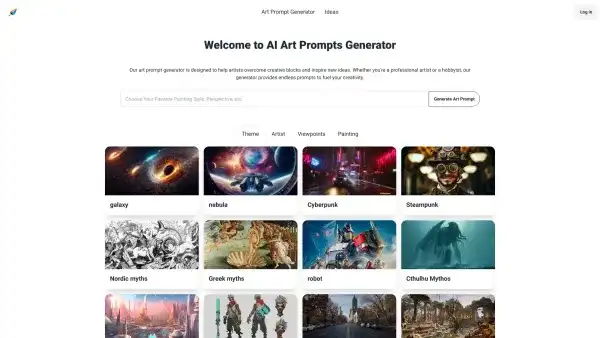 Art Prompt Generator Ideas
Log In
Welcome to AI Art Prompts Generator
Our art prompt generator is designed to help artists overcome creative blocks and inspire new ideas. Whether you're a professional artist or a hobbyist, our
generator provides endless prompts to fuel your creativity.
Choose Your Favorite Painting Style, Perspective, etc.
Generate Art Prompt
Theme Artist Viewpoints Painting
galaxy nebula Cyberpunk Steampunk
Nordic myths Greek myths robot Cthulhu Mythos